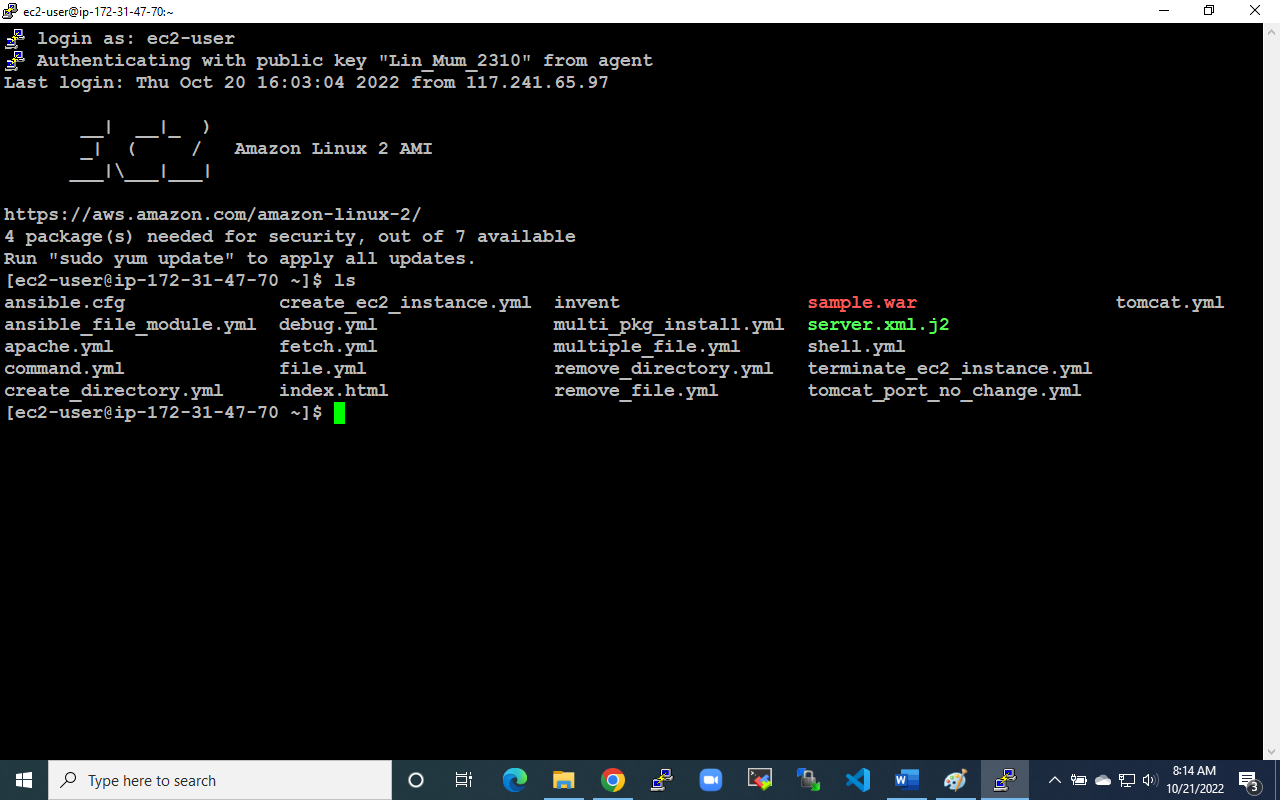 ec2-user@ip-172-31-47-70:~
login as: ec2-user
Authenticating with public key "Lin_Mum_2310" from agent
Last login: Thu Oct 20 16:03:04 2022 from 117.241.65.97
__|  __|_  )
_|  (     /   Amazon Linux 2 AMI
___|\___|___|
https://aws.amazon.com/amazon-linux-2/
4 package(s) needed for security, out of 7 available
Run "sudo yum update" to apply all updates.
[ec2-user@ip-172-31-47-70 ~]$ ls
ansible.cfg              create_ec2_instance.yml  invent                 sample.war                  tomcat.yml
ansible_file_module.yml  debug.yml                multi_pkg_install.yml  server.xml.j2
apache.yml               fetch.yml                multiple_file.yml      shell.yml
command.yml              file.yml                 remove_directory.yml   terminate_ec2_instance.yml
create_directory.yml     index.html               remove_file.yml        tomcat_port_no_change.yml
[ec2-user@ip-172-31-47-70 ~]$
Type here to search
8:14 AM
10/21/2022
3